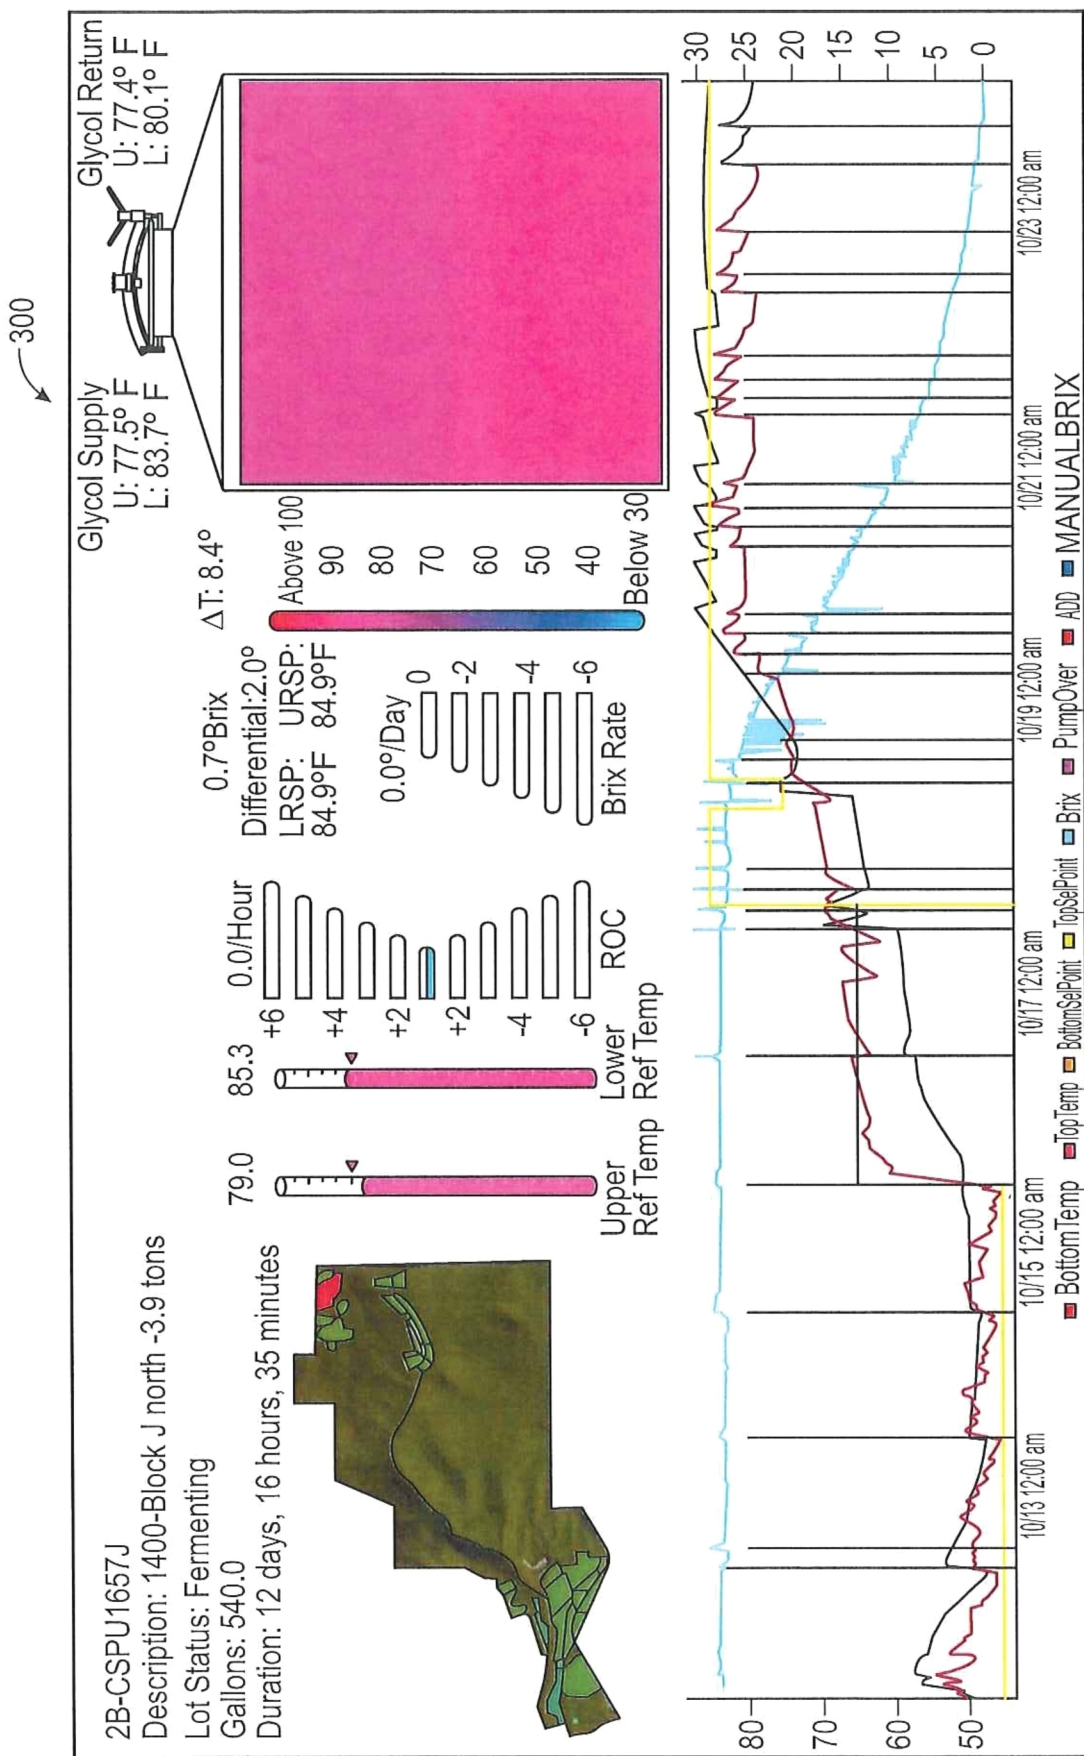 300
2B-CSPU1657J
Description: 1400-Block J north -3.9 tons
Lot Status: Fermenting
Gallons: 540.0
Duration: 12 days, 16 hours, 35 minutes
79.0
Upper
Ref Temp
85.3
Lower
Ref Temp
0.0/Hour
+6
+4
+2
+2
-4
-6
ROC
0.7°Brix
Differential:2.0°
LRSP: URSP:
84.9°F 84.9°F
0.0°/Day
0
-2
-4
-6
Brix Rate
ΔT: 8.4°
Above 100
90
80
70
60
50
40
Below 30
Glycol Supply
U: 77.5° F
L: 83.7° F
Glycol Return
U: 77.4° F
L: 80.1° F
80
70
60
50
30
25
20
15
10
5
0
10/13 12:00 am
10/15 12:00 am
10/17 12:00 am
10/19 12:00 am
10/21 12:00 am
10/23 12:00 am
BottomTemp TopTemp BottomSelPoint TopSelPoint Brix PumpOver ADD MANUALBRIX